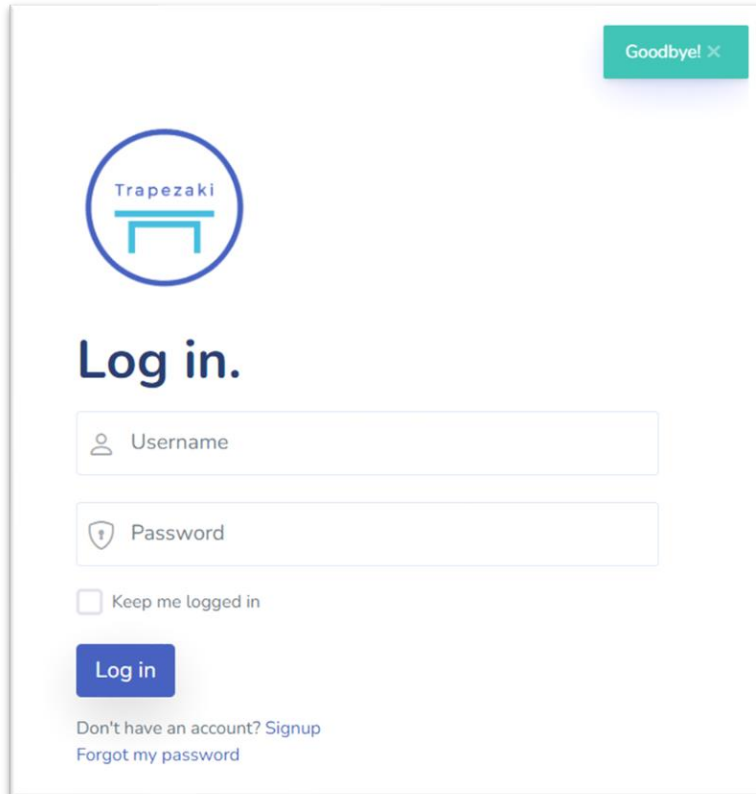 Goodbye! ×
Trapezaki
Log in.
Username
Password
Keep me logged in
Log in
Don't have an account? Signup
Forgot my password